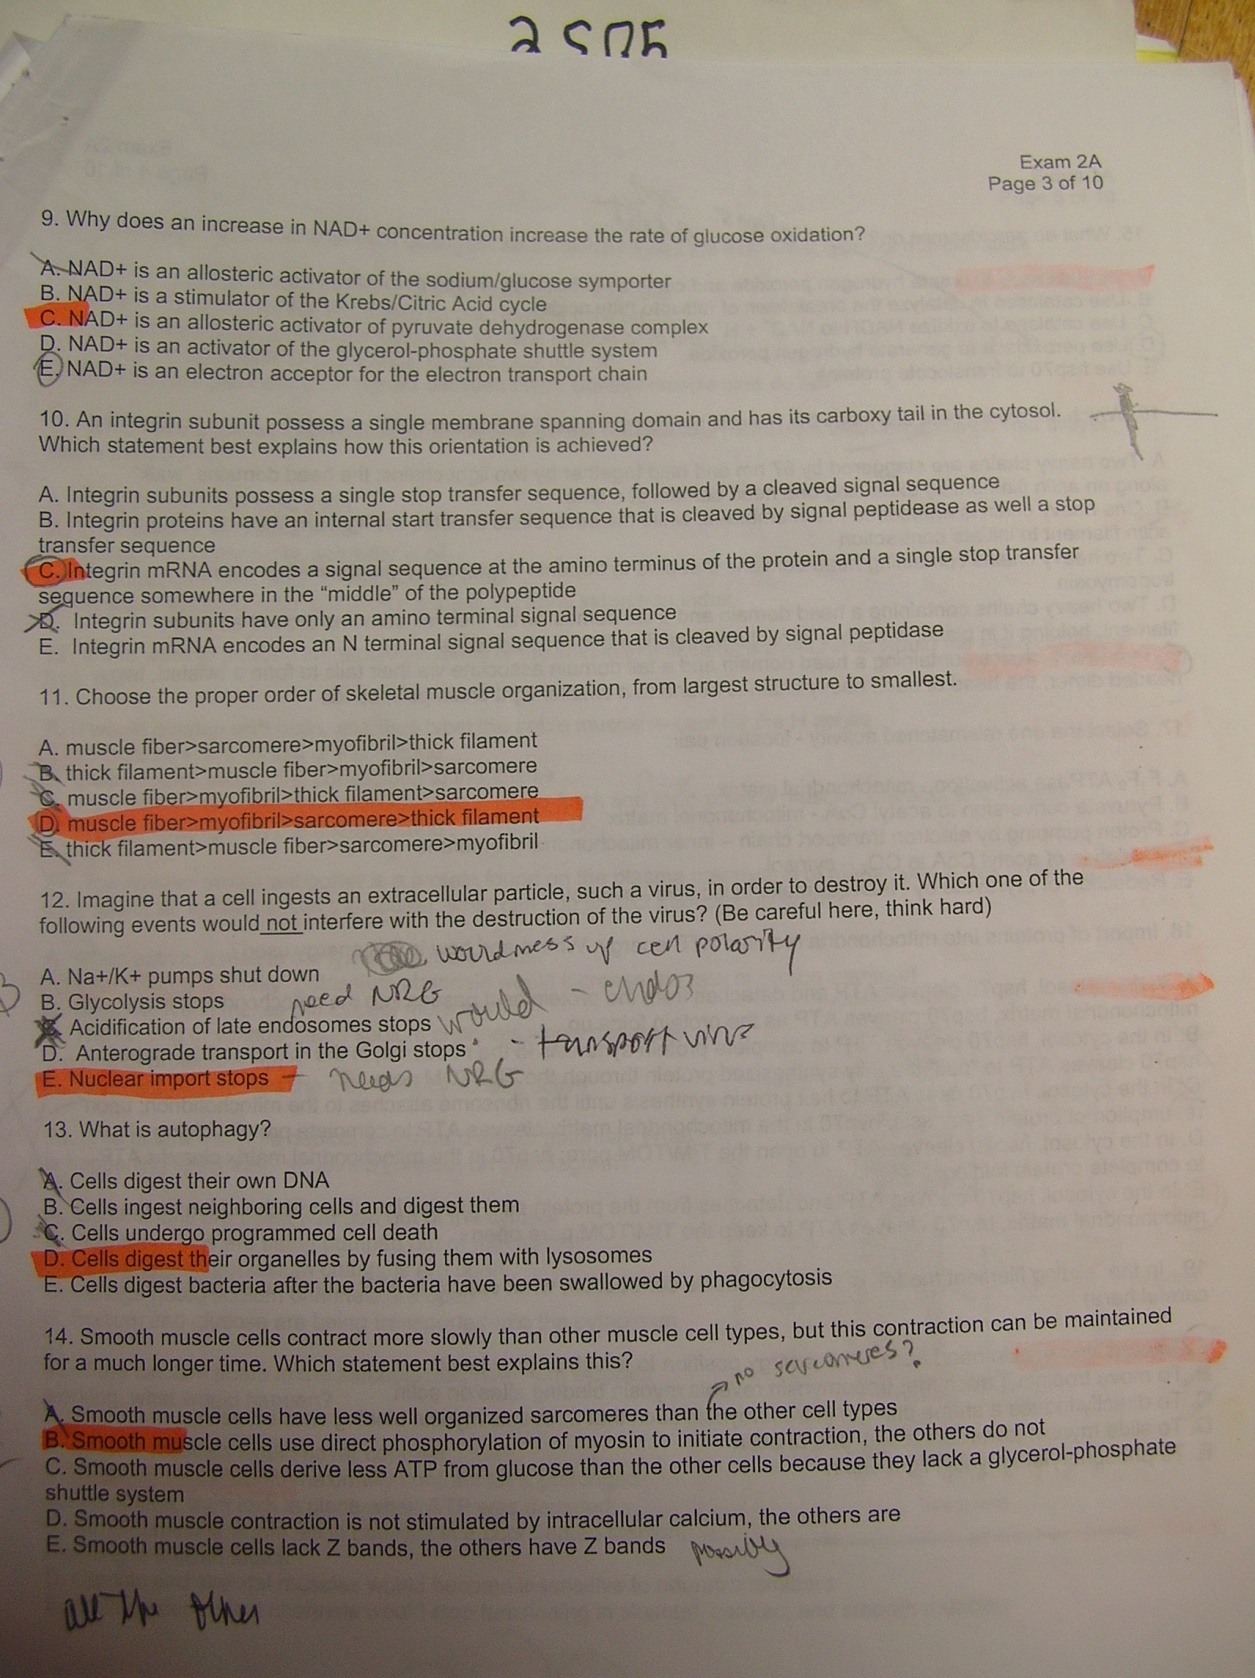 Exam 2A
Page 3 of 10
9. Why does an increase in NAD+ concentration increase the rate of glucose oxidation?
A. NAD+ is an allosteric activator of the sodium/glucose symporter
B. NAD+ is a stimulator of the Krebs/Citric Acid cycle
C. NAD+ is an allosteric activator of pyruvate dehydrogenase complex
D. NAD+ is an activator of the glycerol-phosphate shuttle system
E. NAD+ is an electron acceptor for the electron transport chain
10. An integrin subunit possess a single membrane spanning domain and has its carboxy tail in the cytosol.
Which statement best explains how this orientation is achieved?
A. Integrin subunits possess a single stop transfer sequence, followed by a cleaved signal sequence
B. Integrin proteins have an internal start transfer sequence that is cleaved by signal peptidease as well a stop
transfer sequence
C. Integrin mRNA encodes a signal sequence at the amino terminus of the protein and a single stop transfer
sequence somewhere in the “middle” of the polypeptide
D. Integrin subunits have only an amino terminal signal sequence
E. Integrin mRNA encodes an N terminal signal sequence that is cleaved by signal peptidase
11. Choose the proper order of skeletal muscle organization, from largest structure to smallest.
A. muscle fiber>sarcomere>myofibril>thick filament
B. thick filament>muscle fiber>myofibril>sarcomere
C. muscle fiber>myofibril>thick filament>sarcomere
D. muscle fiber>myofibril>sarcomere>thick filament
E. thick filament>muscle fiber>sarcomere>myofibril
12. Imagine that a cell ingests an extracellular particle, such a virus, in order to destroy it. Which one of the
following events would not interfere with the destruction of the virus? (Be careful here, think hard)
would mess up cell polarity
A. Na+/K+ pumps shut down
B. Glycolysis stops need NRG
C. Acidification of late endosomes stops would - endos
D. Anterograde transport in the Golgi stops - transport virus
E. Nuclear import stops - needs NRG
13. What is autophagy?
A. Cells digest their own DNA
B. Cells ingest neighboring cells and digest them
C. Cells undergo programmed cell death
D. Cells digest their organelles by fusing them with lysosomes
E. Cells digest bacteria after the bacteria have been swallowed by phagocytosis
14. Smooth muscle cells contract more slowly than other muscle cell types, but this contraction can be maintained
for a much longer time. Which statement best explains this?
no sarcomeres?
A. Smooth muscle cells have less well organized sarcomeres than the other cell types
B. Smooth muscle cells use direct phosphorylation of myosin to initiate contraction, the others do not
C. Smooth muscle cells derive less ATP from glucose than the other cells because they lack a glycerol-phosphate
shuttle system
D. Smooth muscle contraction is not stimulated by intracellular calcium, the others are
E. Smooth muscle cells lack Z bands, the others have Z bands possibly
all the other